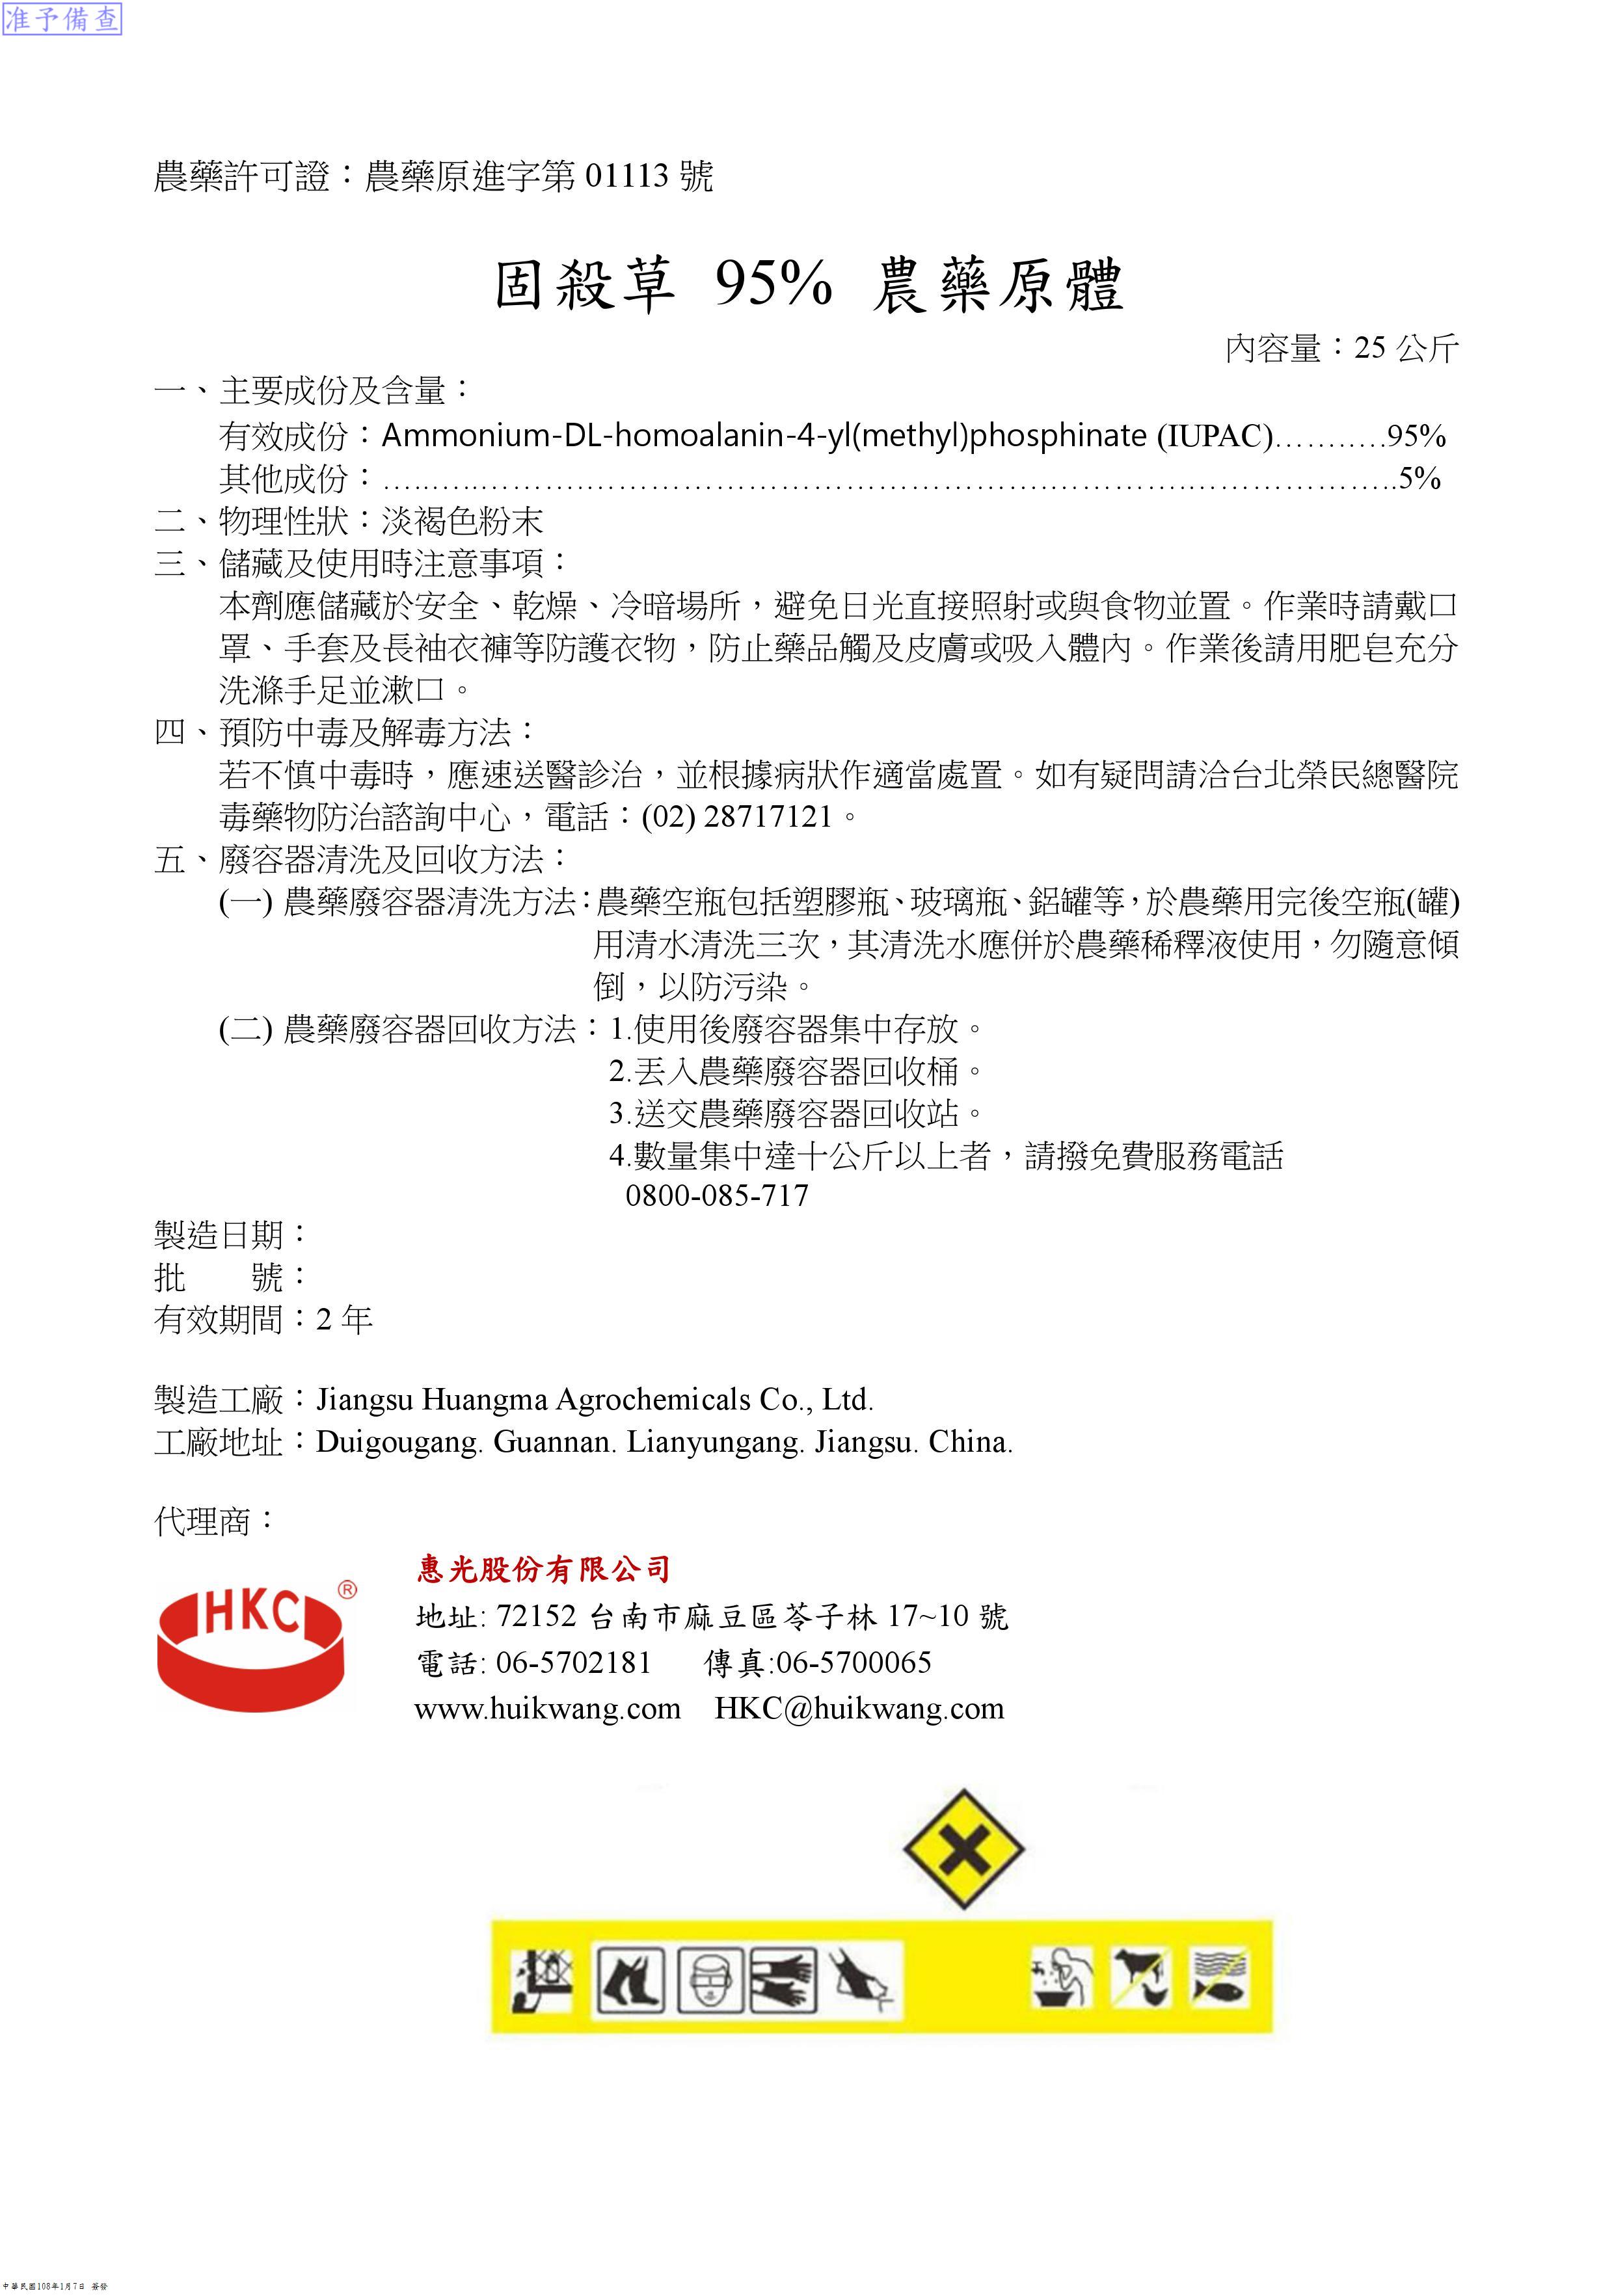 准予備查
農藥許可證：農藥原進字第 01113 號
固殺草 95% 農藥原體
內容量：25 公斤
一、主要成份及含量：
有效成份：Ammonium-DL-homoalanin-4-yl(methyl)phosphinate (IUPAC)...........95%
其他成份：................................................................................5%
二、物理性狀：淡褐色粉末
三、儲藏及使用時注意事項：
本劑應儲藏於安全、乾燥、冷暗場所，避免日光直接照射或與食物並置。作業時請戴口
罩、手套及長袖衣褲等防護衣物，防止藥品觸及皮膚或吸入體內。作業後請用肥皂充分
洗滌手足並漱口。
四、預防中毒及解毒方法：
若不慎中毒時，應速送醫診治，並根據病狀作適當處置。如有疑問請洽台北榮民總醫院
毒藥物防治諮詢中心，電話：(02) 28717121。
五、廢容器清洗及回收方法：
(一) 農藥廢容器清洗方法：農藥空瓶包括塑膠瓶、玻璃瓶、鋁罐等，於農藥用完後空瓶(罐)
用清水清洗三次，其清洗水應併於農藥稀釋液使用，勿隨意傾
倒，以防污染。
(二) 農藥廢容器回收方法：1.使用後廢容器集中存放。
2.丟入農藥廢容器回收桶。
3.送交農藥廢容器回收站。
4.數量集中達十公斤以上者，請撥免費服務電話
0800-085-717
製造日期：
批　　號：
有效期間：2 年
製造工廠：Jiangsu Huangma Agrochemicals Co., Ltd.
工廠地址：Duigougang. Guannan. Lianyungang. Jiangsu. China.
代理商：
HKC®
惠光股份有限公司
地址: 72152 台南市麻豆區苓子林 17~10 號
電話: 06-5702181　傳真:06-5700065
www.huikwang.com　HKC@huikwang.com
中華民國108年1月7日 簽發